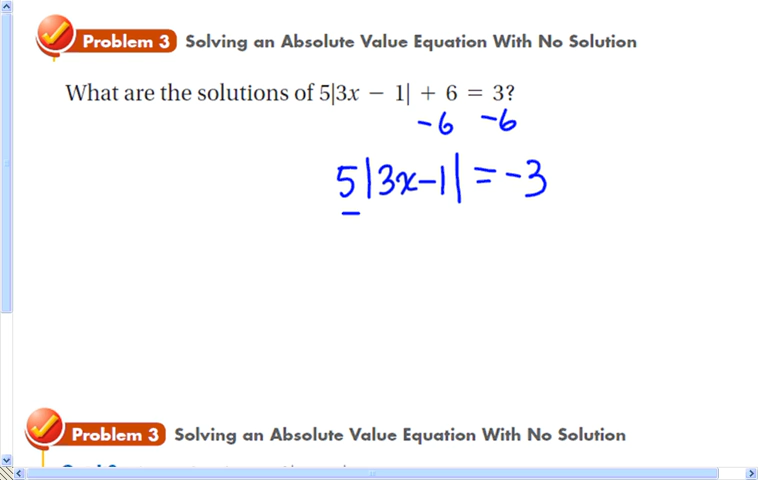 Problem 3 Solving an Absolute Value Equation With No Solution
What are the solutions of 5|3x − 1| + 6 = 3?
−6 −6
5|3x−1| = −3
Problem 3 Solving an Absolute Value Equation With No Solution